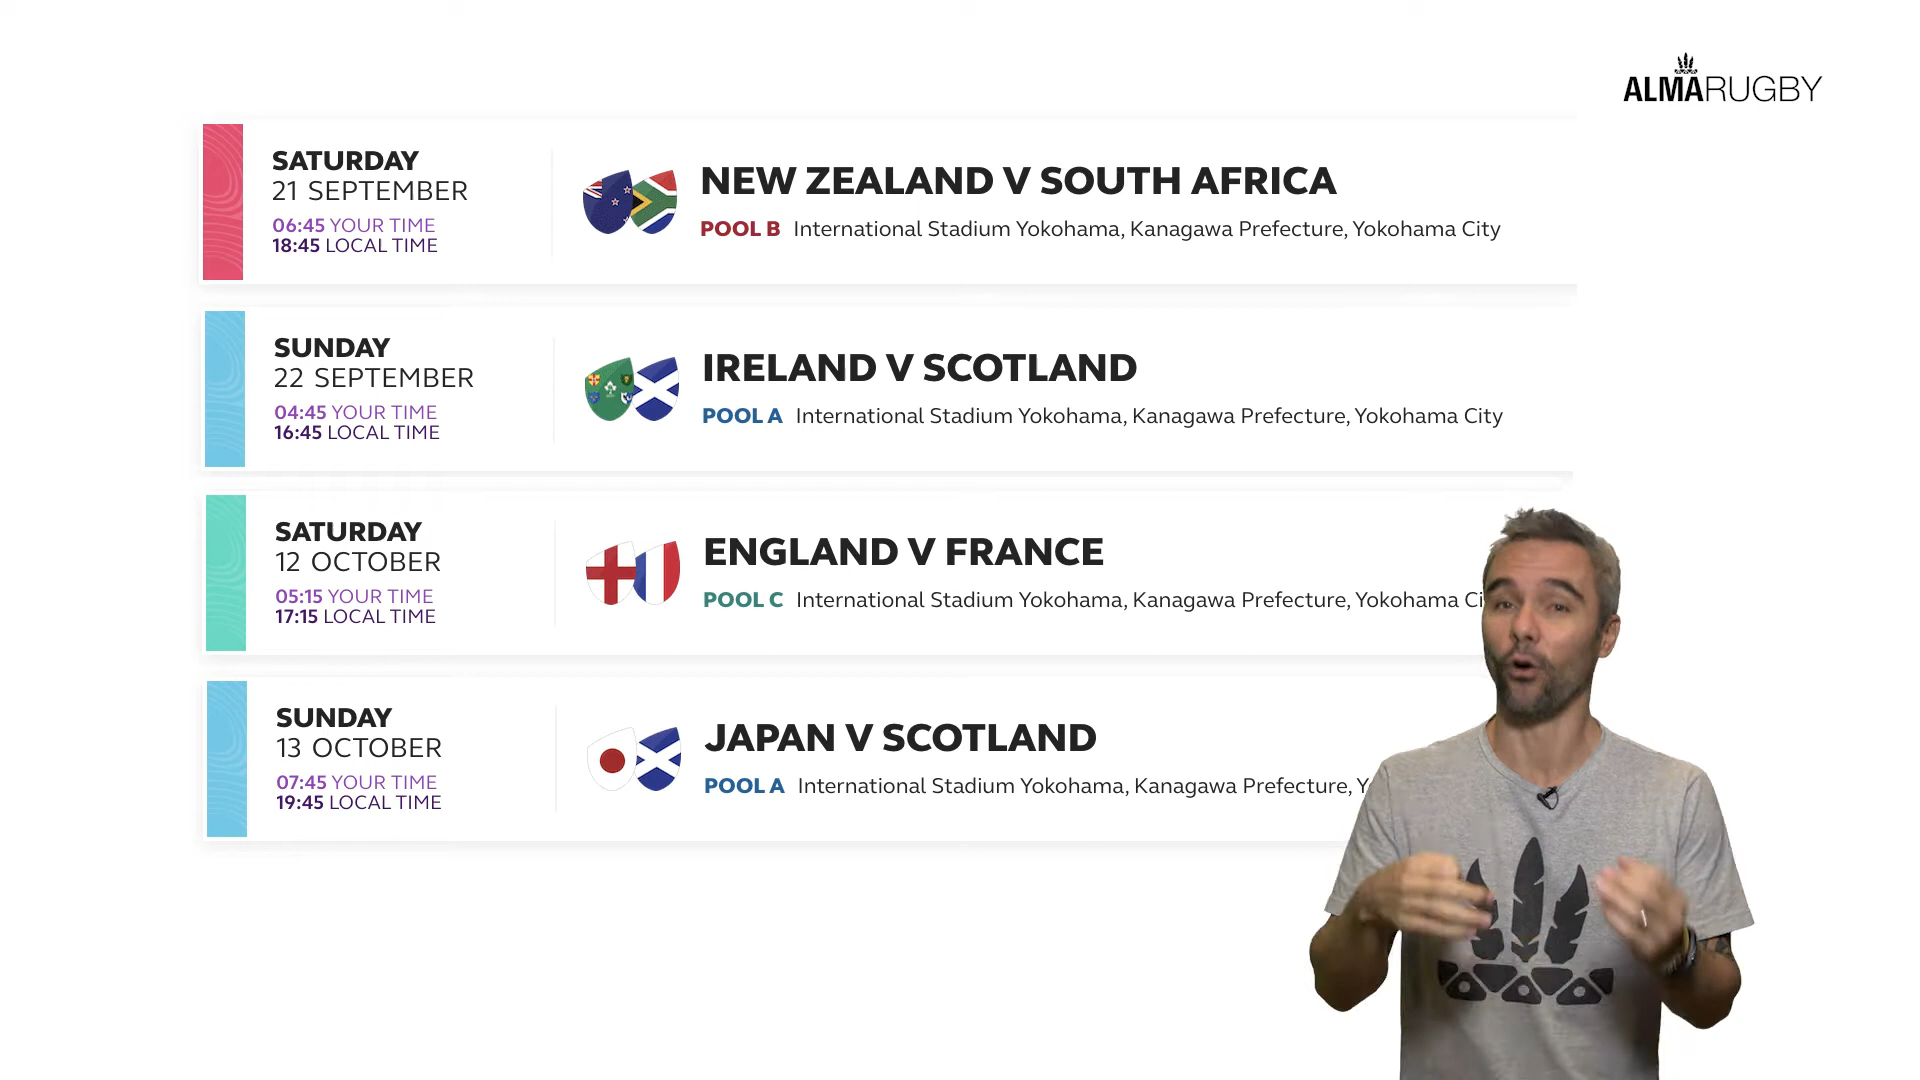 ALMARUGBY
SATURDAY
21 SEPTEMBER
06:45 YOUR TIME
18:45 LOCAL TIME
NEW ZEALAND V SOUTH AFRICA
POOL B International Stadium Yokohama, Kanagawa Prefecture, Yokohama City
SUNDAY
22 SEPTEMBER
04:45 YOUR TIME
16:45 LOCAL TIME
IRELAND V SCOTLAND
POOL A International Stadium Yokohama, Kanagawa Prefecture, Yokohama City
SATURDAY
12 OCTOBER
05:15 YOUR TIME
17:15 LOCAL TIME
ENGLAND V FRANCE
POOL C International Stadium Yokohama, Kanagawa Prefecture, Yokohama Ci
SUNDAY
13 OCTOBER
07:45 YOUR TIME
19:45 LOCAL TIME
JAPAN V SCOTLAND
POOL A International Stadium Yokohama, Kanagawa Prefecture, Y